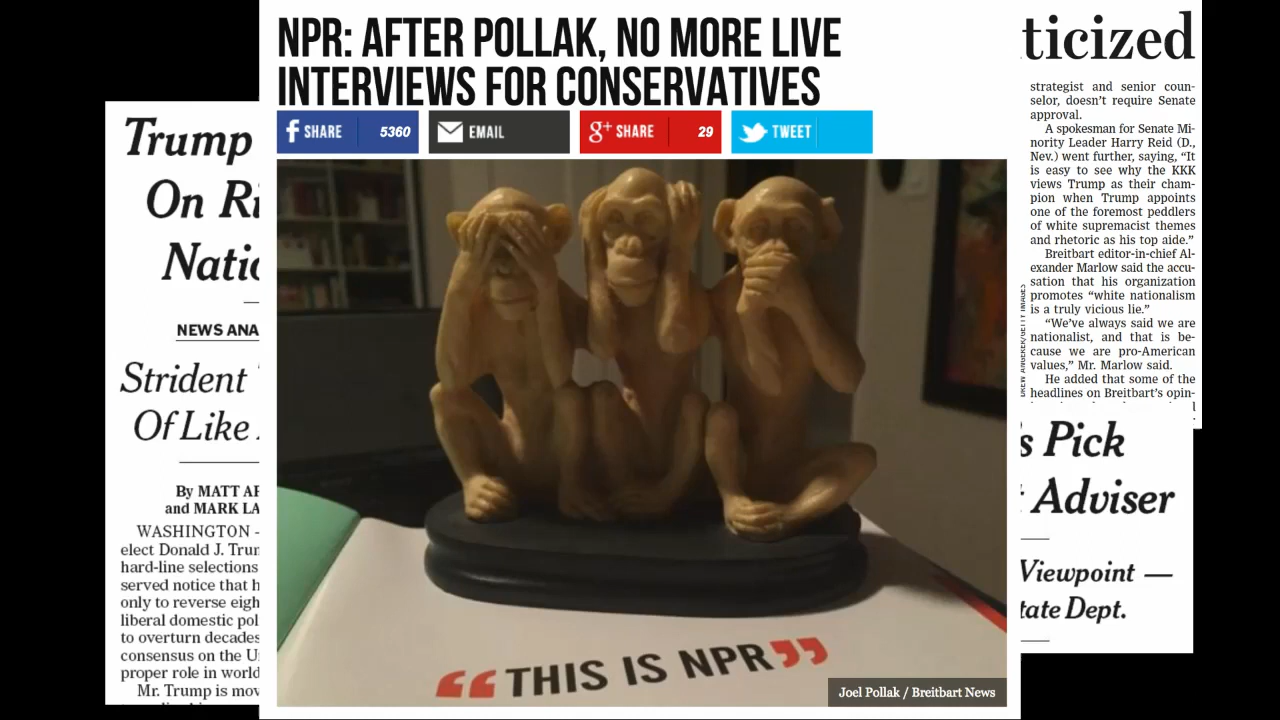 NPR: AFTER POLLAK, NO MORE LIVE
INTERVIEWS FOR CONSERVATIVES
SHARE 5360
EMAIL
g+ SHARE 29
TWEET
“THIS IS NPR”
Joel Pollak / Breitbart News
Trump
On
Natio
NEWS ANA
Strident
Of Like
By MATT AP
and MARK LA
WASHINGTON -
elect Donald J. Trum
hard-line selections
served notice that h
only to reverse eigh
liberal domestic pol
to overturn decades
consensus on the
proper role in world
Mr. Trump is mov
ticized
strategist and senior coun-
selor, doesn’t require Senate
approval.
A spokesman for Senate Mi-
nority Leader Harry Reid (D.,
Nev.) went further, saying, “It
is easy to see why the KKK
views Trump as their cham-
pion when Trump appoints
one of the foremost peddlers
of white supremacist themes
and rhetoric as his top aide.”
Breitbart editor-in-chief Al-
exander Marlow said the accu-
sation that his organization
promotes “white nationalism
is a truly vicious lie.”
“We’ve always said we are
nationalist, and that is be-
cause we are pro-American
values,” Mr. Marlow said.
He added that some of the
headlines on Breitbart’s opin-
s Pick
Adviser
Viewpoint —
tate Dept.